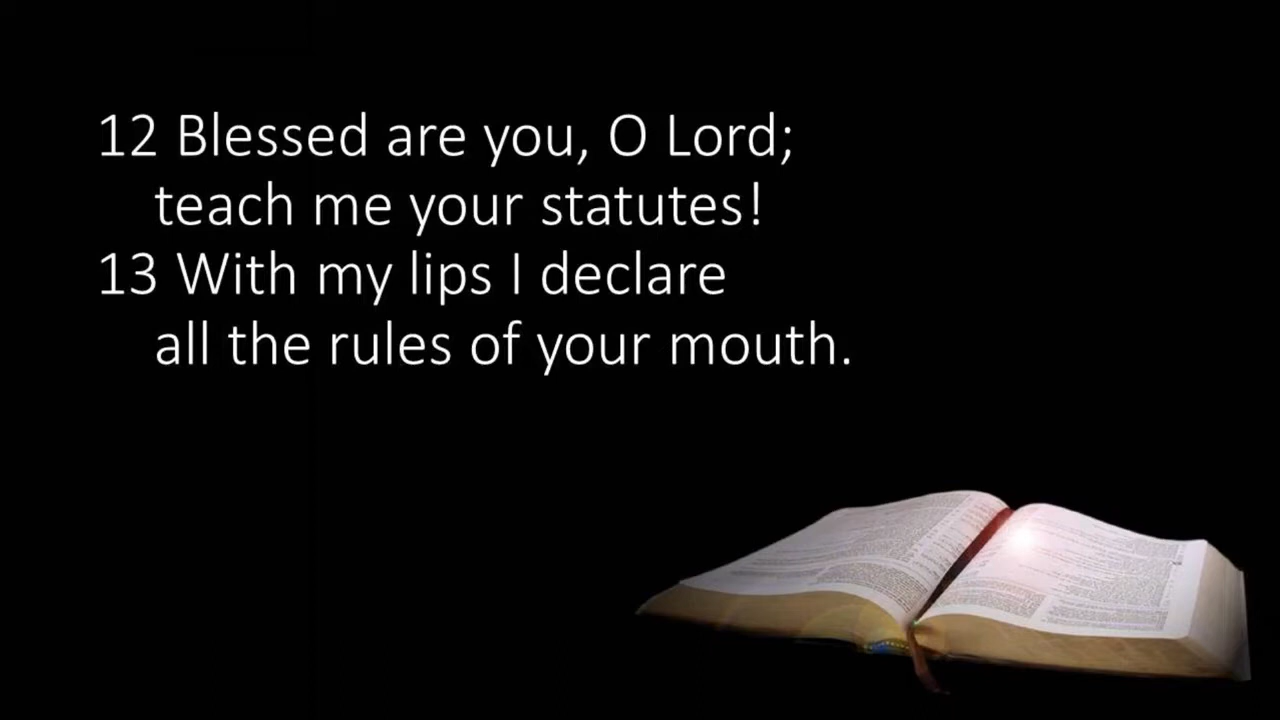 12 Blessed are you, O Lord;
teach me your statutes!
13 With my lips I declare
all the rules of your mouth.